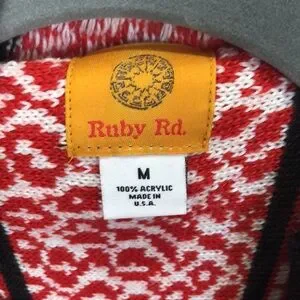 Ruby Rd.
M
100% ACRYLIC
MADE IN
U.S.A.